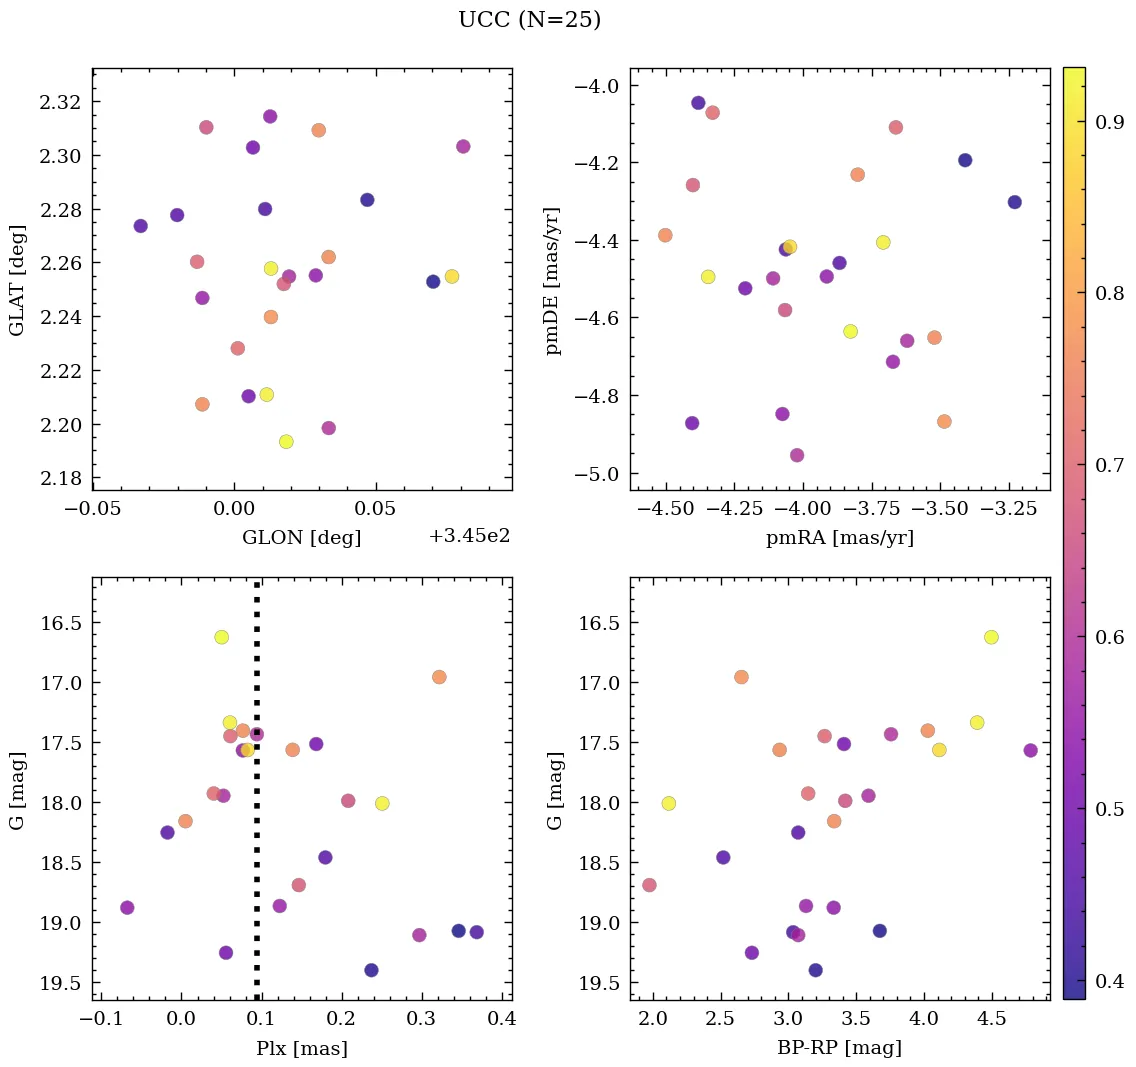 UCC (N=25)
2.32
2.30
2.28
2.26
2.24
2.22
2.20
2.18
GLAT [deg]
−0.05 0.00 0.05
GLON [deg]
+3.45e2
−4.0
−4.2
−4.4
−4.6
−4.8
−5.0
pmDE [mas/yr]
−4.50 −4.25 −4.00 −3.75 −3.50 −3.25
pmRA [mas/yr]
0.9
0.8
0.7
0.6
0.5
0.4
16.5
17.0
17.5
18.0
18.5
19.0
19.5
G [mag]
−0.1 0.0 0.1 0.2 0.3 0.4
Plx [mas]
16.5
17.0
17.5
18.0
18.5
19.0
19.5
G [mag]
2.0 2.5 3.0 3.5 4.0 4.5
BP-RP [mag]